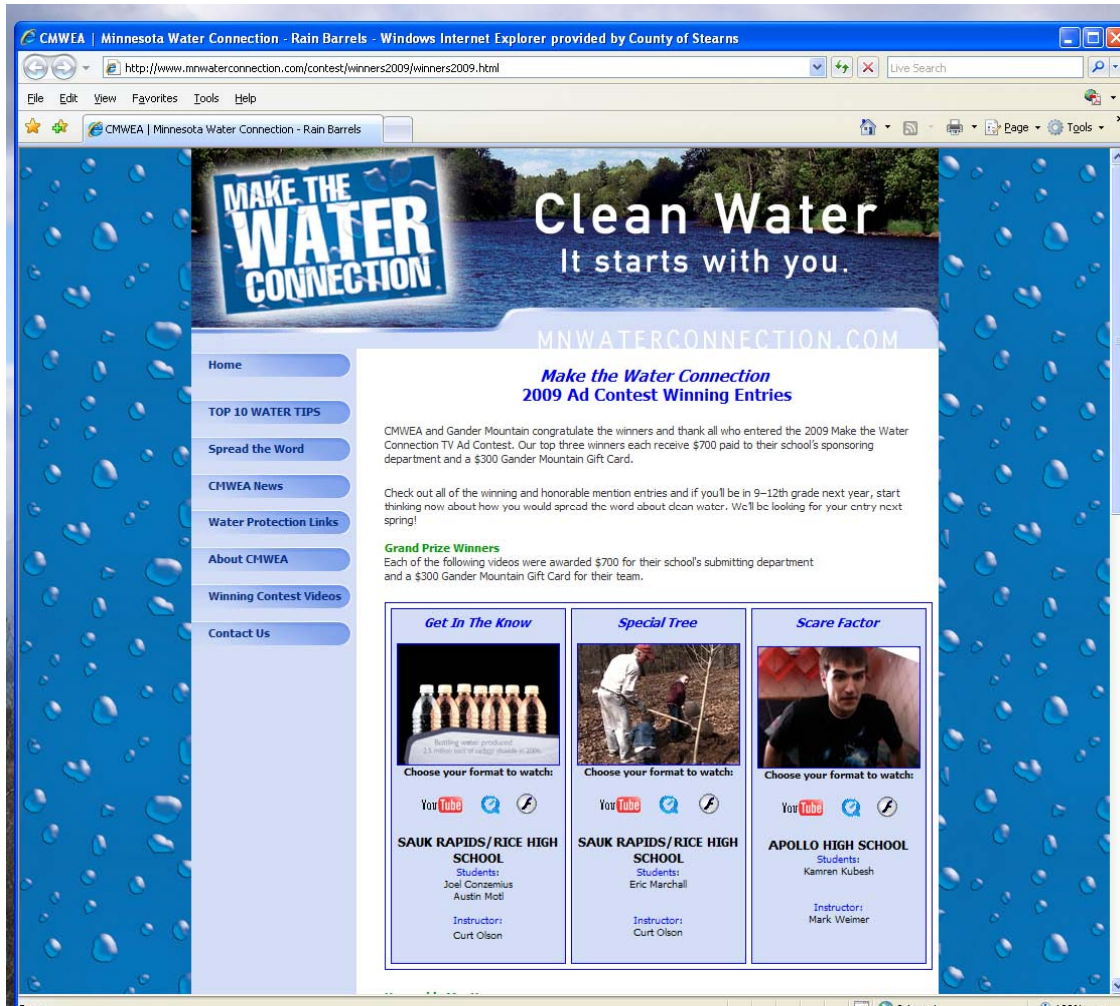 CMWEA | Minnesota Water Connection - Rain Barrels - Windows Internet Explorer provided by County of Stearns
http://www.mnwaterconnection.com/contest/winners2009/winners2009.html
Live Search
File Edit View Favorites Tools Help
CMWEA | Minnesota Water Connection - Rain Barrels
Page
Tools
MAKE THE
WATER
CONNECTION
Clean Water
It starts with you.
MNWATERCONNECTION.COM
Home
TOP 10 WATER TIPS
Spread the Word
CMWEA News
Water Protection Links
About CMWEA
Winning Contest Videos
Contact Us
Make the Water Connection
2009 Ad Contest Winning Entries
CMWEA and Gander Mountain congratulate the winners and thank all who entered the 2009 Make the Water
Connection TV Ad Contest. Our top three winners each receive $700 paid to their school's sponsoring
department and a $300 Gander Mountain Gift Card.
Check out all of the winning and honorable mention entries and if you'll be in 9–12th grade next year, start
thinking now about how you would spread the word about clean water. We'll be looking for your entry next
spring!
Grand Prize Winners
Each of the following videos were awarded $700 for their school's submitting department
and a $300 Gander Mountain Gift Card for their team.
Get In The Know
Bottling water produced
2.5 million tons of carbon dioxide in 2006.
Choose your format to watch:
YouTube
SAUK RAPIDS/RICE HIGH
SCHOOL
Students:
Joel Conzemius
Austin Motl
Instructor:
Curt Olson
Special Tree
Choose your format to watch:
YouTube
SAUK RAPIDS/RICE HIGH
SCHOOL
Students:
Eric Marchall
Instructor:
Curt Olson
Scare Factor
Choose your format to watch:
YouTube
APOLLO HIGH SCHOOL
Students:
Kamren Kubesh
Instructor:
Mark Weimer